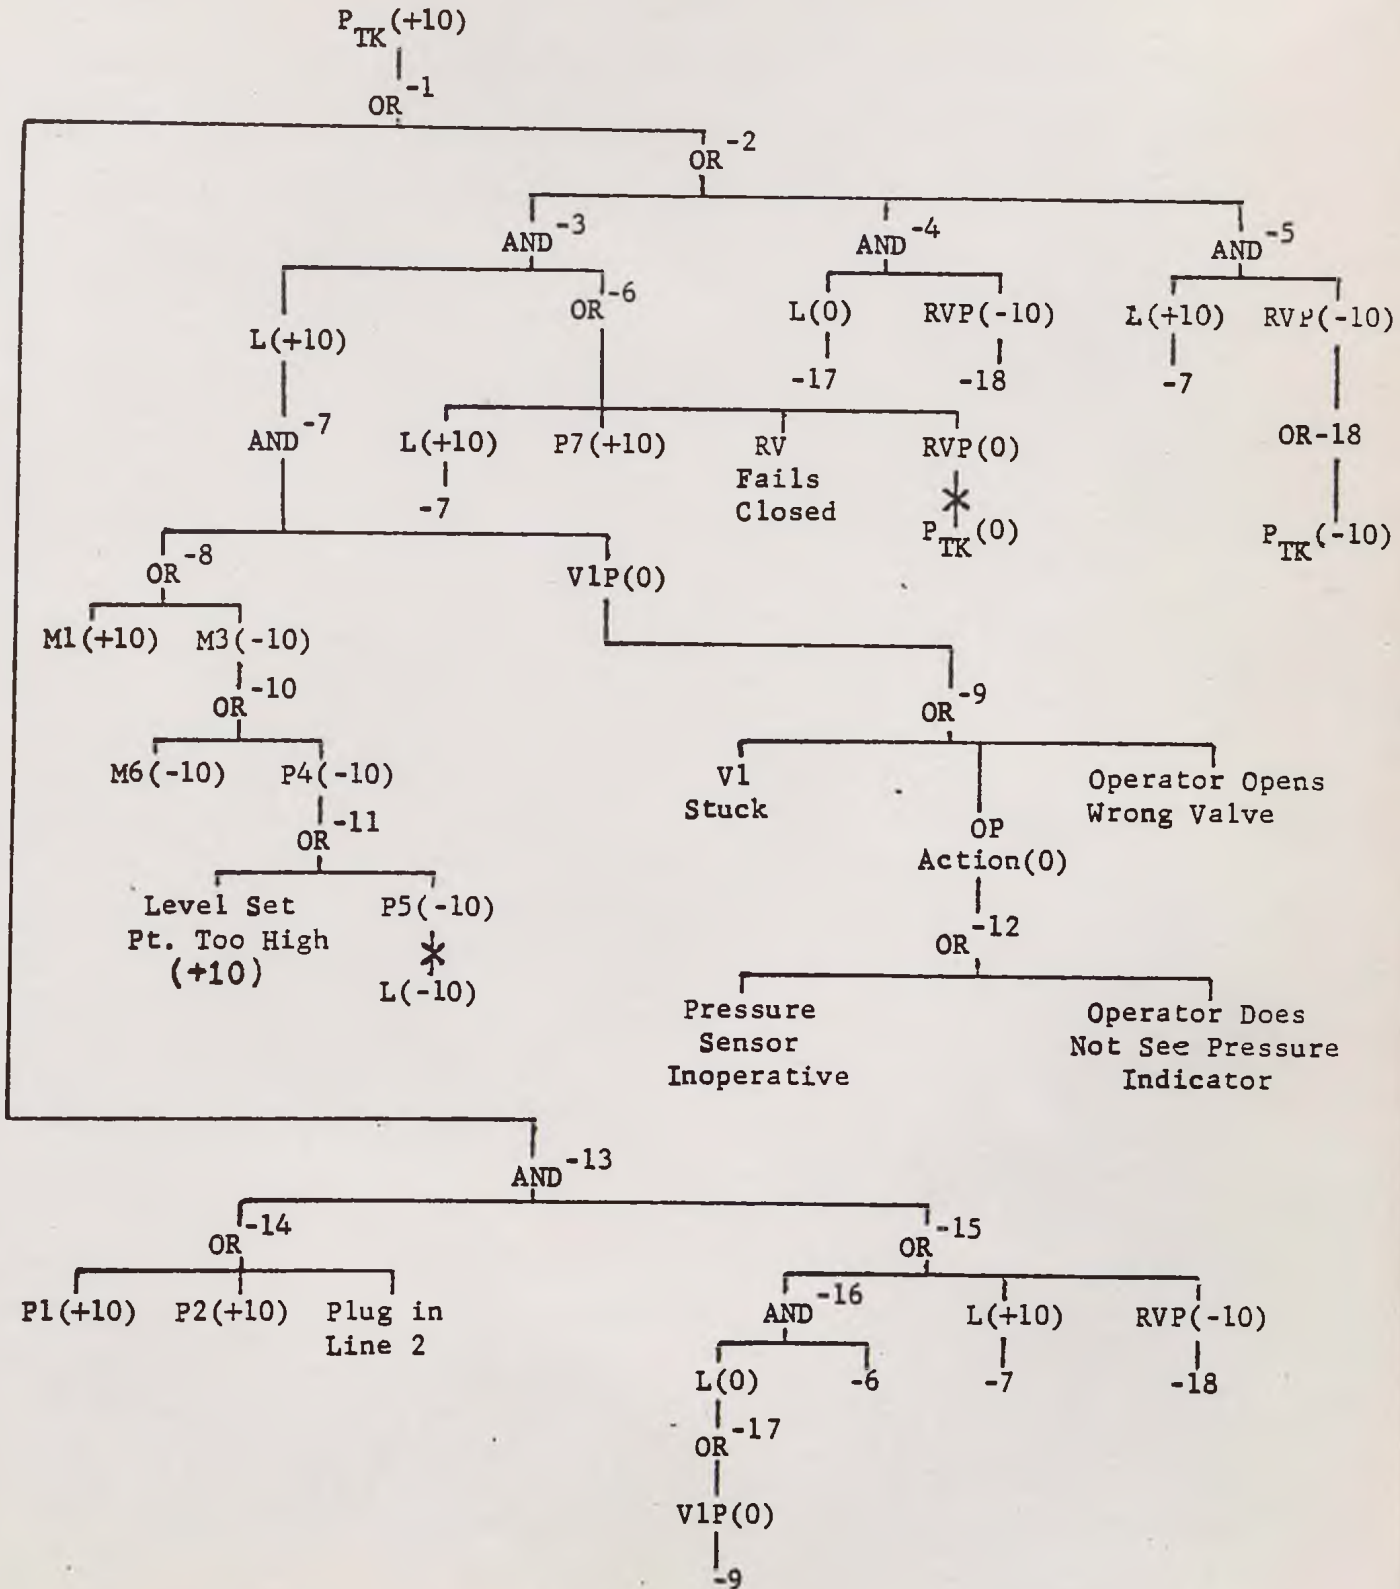 P_TK(+10)
OR -1
OR -2
AND -3 AND -4 AND -5
L(+10) OR -6 L(0) RVP(-10) L(+10) RVP(-10)
-17 -18 -7
AND -7 L(+10) P7(+10) RV Fails Closed RVP(0) OR-18
-7 P_TK(0) P_TK(-10)
OR -8 V1P(0)
M1(+10) M3(-10)
OR -10 OR -9
M6(-10) P4(-10) V1 Stuck OP Action(0) Operator Opens Wrong Valve
OR -11
Level Set Pt. Too High (+10) P5(-10) OR -12
L(-10)
Pressure Sensor Inoperative Operator Does Not See Pressure Indicator
AND -13
OR -14 OR -15
P1(+10) P2(+10) Plug in Line 2 AND -16 L(+10) RVP(-10)
L(0) -6 -7 -18
OR -17
V1P(0)
-9